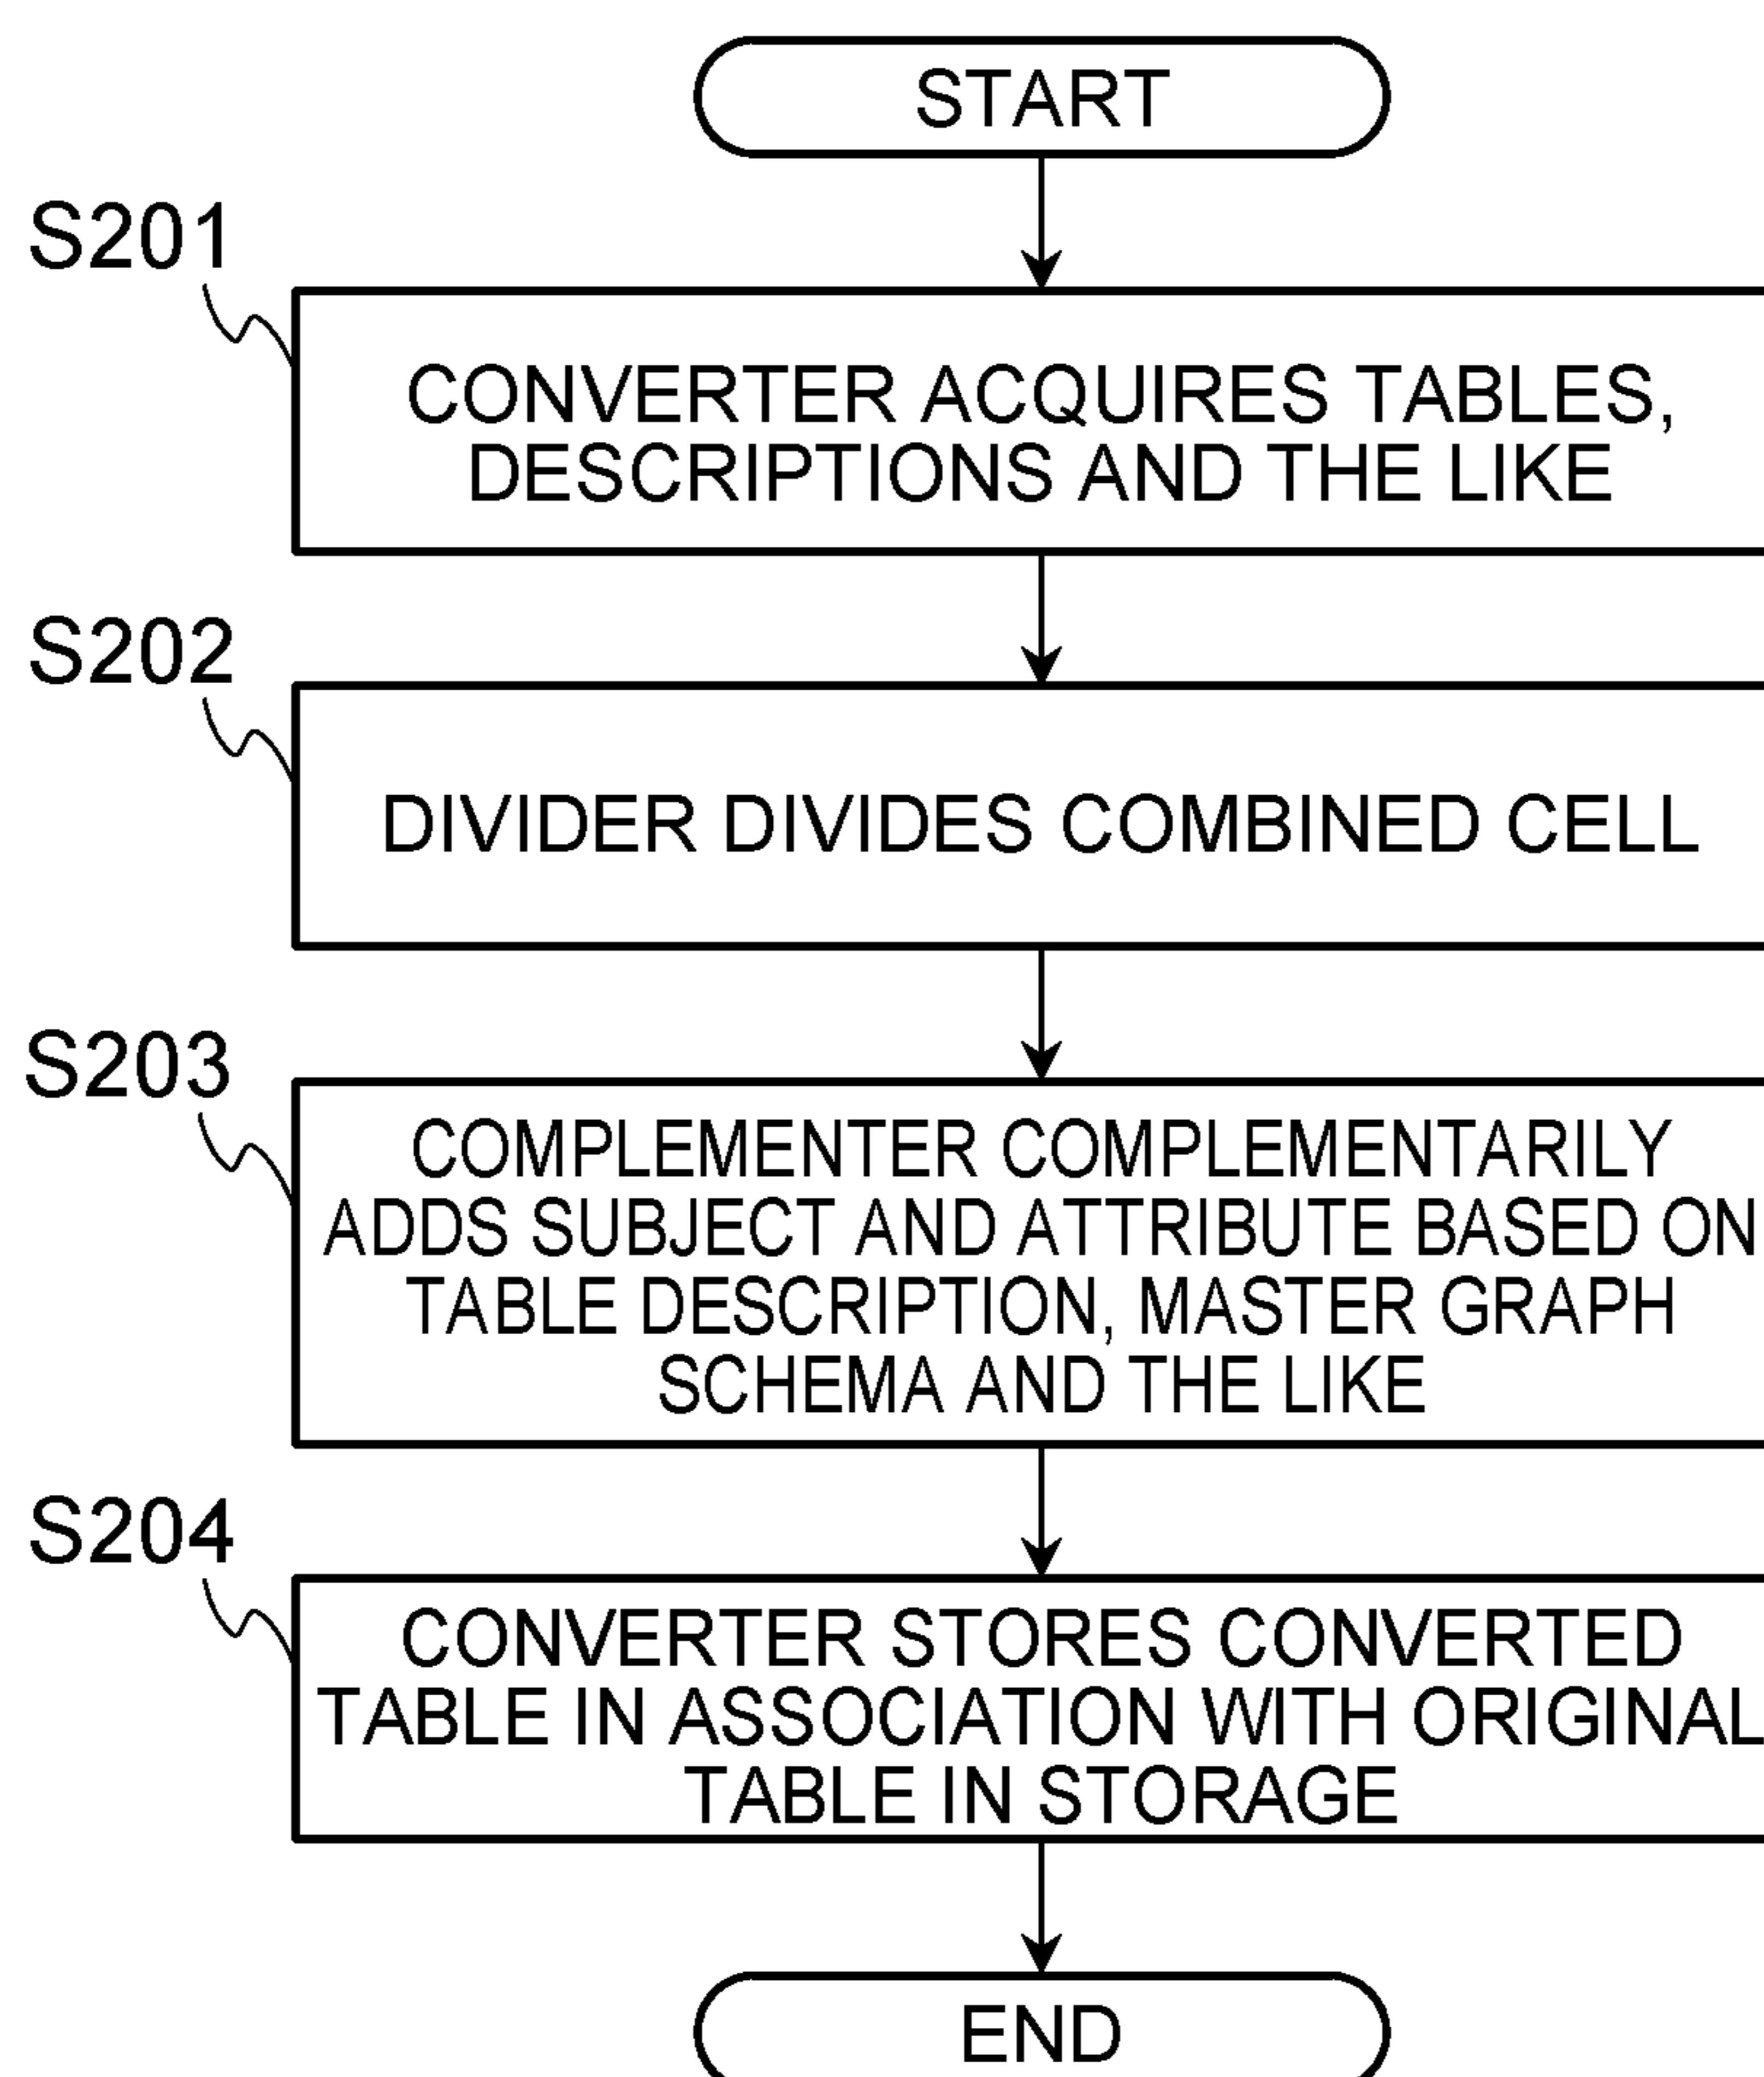 START
S201
CONVERTER ACQUIRES TABLES,
DESCRIPTIONS AND THE LIKE
S202
DIVIDER DIVIDES COMBINED CELL
S203
COMPLEMENTER COMPLEMENTARILY
ADDS SUBJECT AND ATTRIBUTE BASED ON
TABLE DESCRIPTION, MASTER GRAPH
SCHEMA AND THE LIKE
S204
CONVERTER STORES CONVERTED
TABLE IN ASSOCIATION WITH ORIGINAL
TABLE IN STORAGE
END